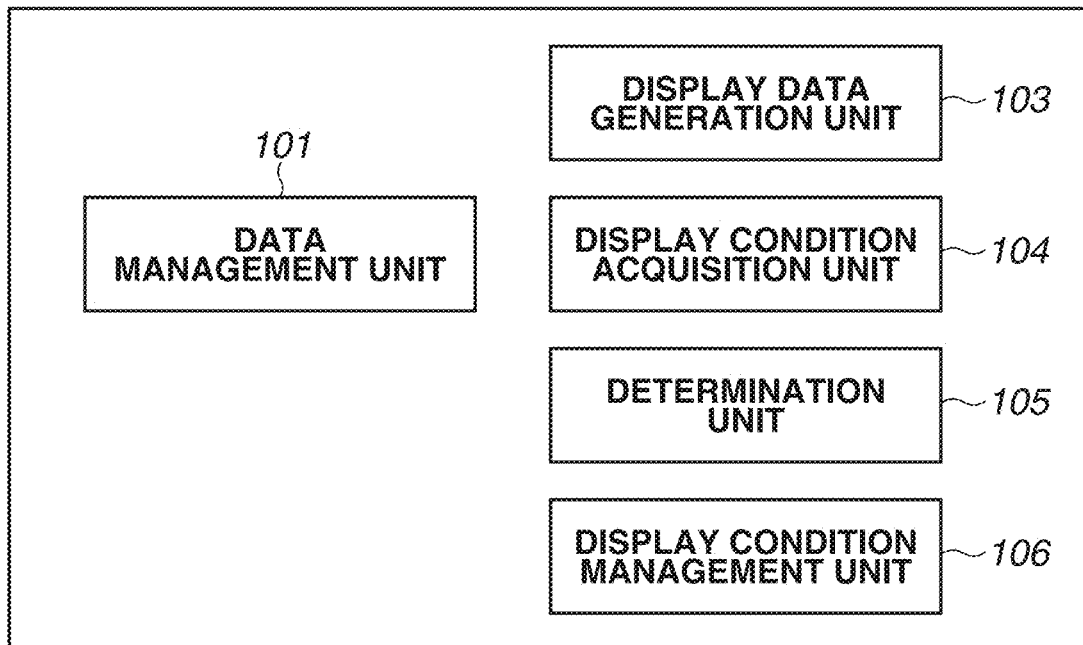 DISPLAY DATA
GENERATION UNIT
103
101
DATA
MANAGEMENT UNIT
DISPLAY CONDITION
ACQUISITION UNIT
104
DETERMINATION
UNIT
105
DISPLAY CONDITION
MANAGEMENT UNIT
106